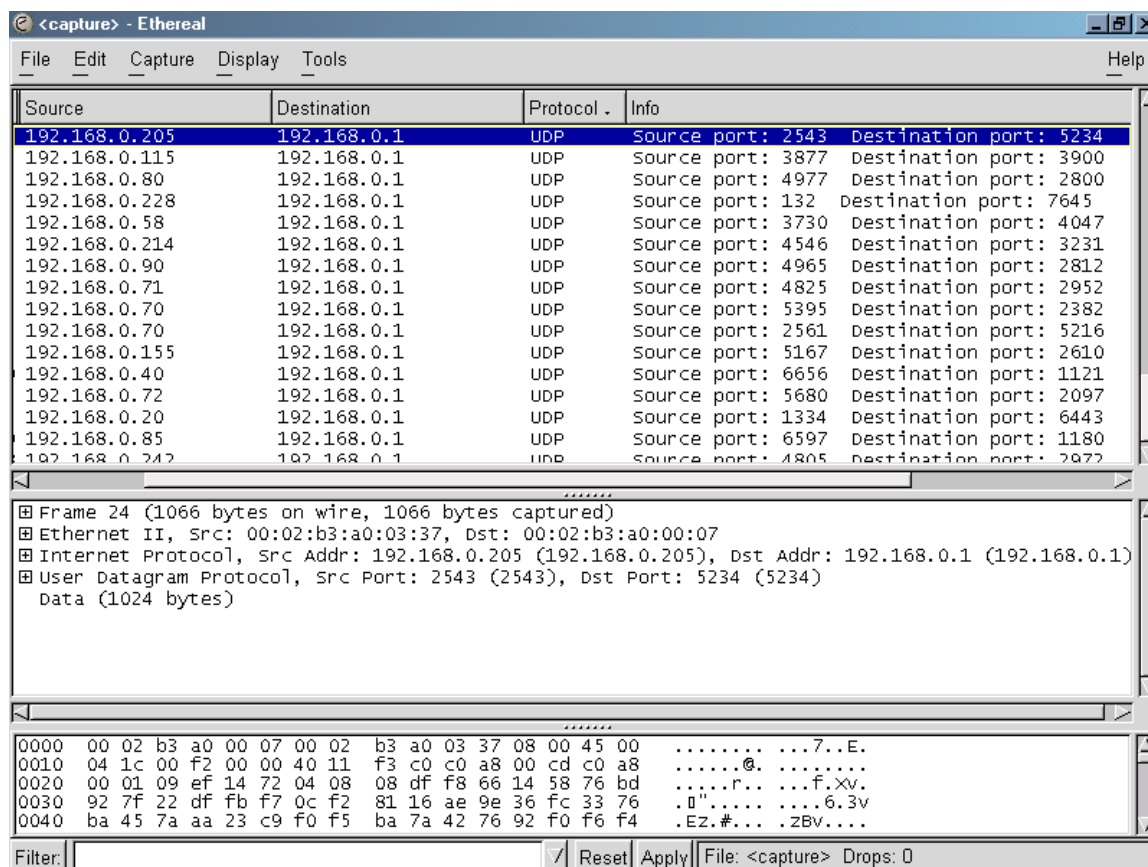 <capture> - Ethereal
File Edit Capture Display Tools Help
Source Destination Protocol Info
192.168.0.205 192.168.0.1 UDP Source port: 2543 Destination port: 5234
192.168.0.115 192.168.0.1 UDP Source port: 3877 Destination port: 3900
192.168.0.80 192.168.0.1 UDP Source port: 4977 Destination port: 2800
192.168.0.228 192.168.0.1 UDP Source port: 132 Destination port: 7645
192.168.0.58 192.168.0.1 UDP Source port: 3730 Destination port: 4047
192.168.0.214 192.168.0.1 UDP Source port: 4546 Destination port: 3231
192.168.0.90 192.168.0.1 UDP Source port: 4965 Destination port: 2812
192.168.0.71 192.168.0.1 UDP Source port: 4825 Destination port: 2952
192.168.0.70 192.168.0.1 UDP Source port: 5395 Destination port: 2382
192.168.0.70 192.168.0.1 UDP Source port: 2561 Destination port: 5216
192.168.0.155 192.168.0.1 UDP Source port: 5167 Destination port: 2610
192.168.0.40 192.168.0.1 UDP Source port: 6656 Destination port: 1121
192.168.0.72 192.168.0.1 UDP Source port: 5680 Destination port: 2097
192.168.0.20 192.168.0.1 UDP Source port: 1334 Destination port: 6443
192.168.0.85 192.168.0.1 UDP Source port: 6597 Destination port: 1180
192.168.0.242 192.168.0.1 UDP Source port: 4805 Destination port: 2972
Frame 24 (1066 bytes on wire, 1066 bytes captured)
Ethernet II, Src: 00:02:b3:a0:03:37, Dst: 00:02:b3:a0:00:07
Internet Protocol, Src Addr: 192.168.0.205 (192.168.0.205), Dst Addr: 192.168.0.1 (192.168.0.1)
User Datagram Protocol, Src Port: 2543 (2543), Dst Port: 5234 (5234)
Data (1024 bytes)
0000 00 02 b3 a0 00 07 00 02 b3 a0 03 37 08 00 45 00 ........ ...7..E.
0010 04 1c 00 f2 00 00 40 11 f3 c0 c0 a8 00 cd c0 a8 ......@. ........
0020 00 01 09 ef 14 72 04 08 08 df f8 66 14 58 76 bd .....r.. ...f.Xv.
0030 92 7f 22 df fb f7 0c f2 81 16 ae 9e 36 fc 33 76 .▯"..... ....6.3v
0040 ba 45 7a aa 23 c9 f0 f5 ba 7a 42 76 92 f0 f6 f4 .Ez.#... .zBv....
Filter: Reset Apply File: <capture> Drops: 0